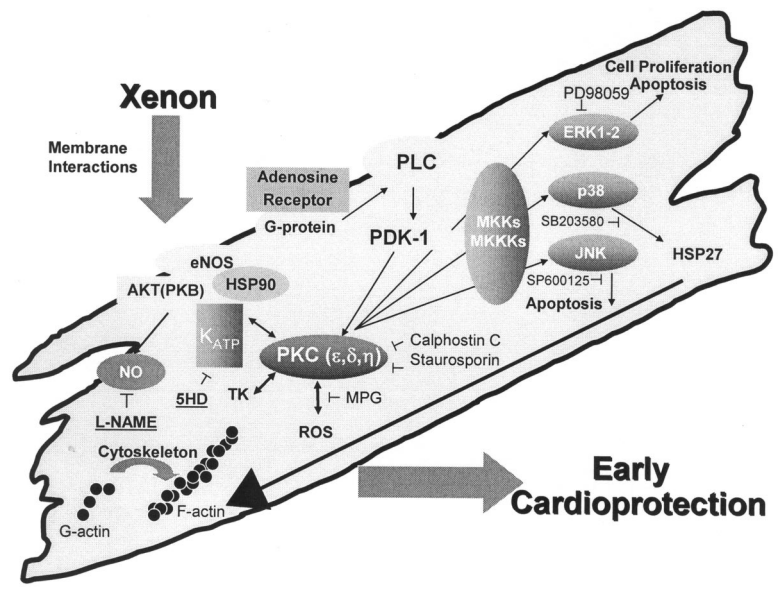 Xenon
Membrane
Interactions
Cell Proliferation
Apoptosis
PD98059
ERK1-2
PLC
Adenosine
Receptor
G-protein
p38
MKKs
MKKKs
SB203580
PDK-1
JNK
HSP27
eNOS
HSP90
AKT(PKB)
SP600125
Apoptosis
KATP
Calphostin C
PKC (ε,δ,η)
Staurosporin
NO
5HD
TK
MPG
L-NAME
ROS
Cytoskeleton
Early
Cardioprotection
F-actin
G-actin